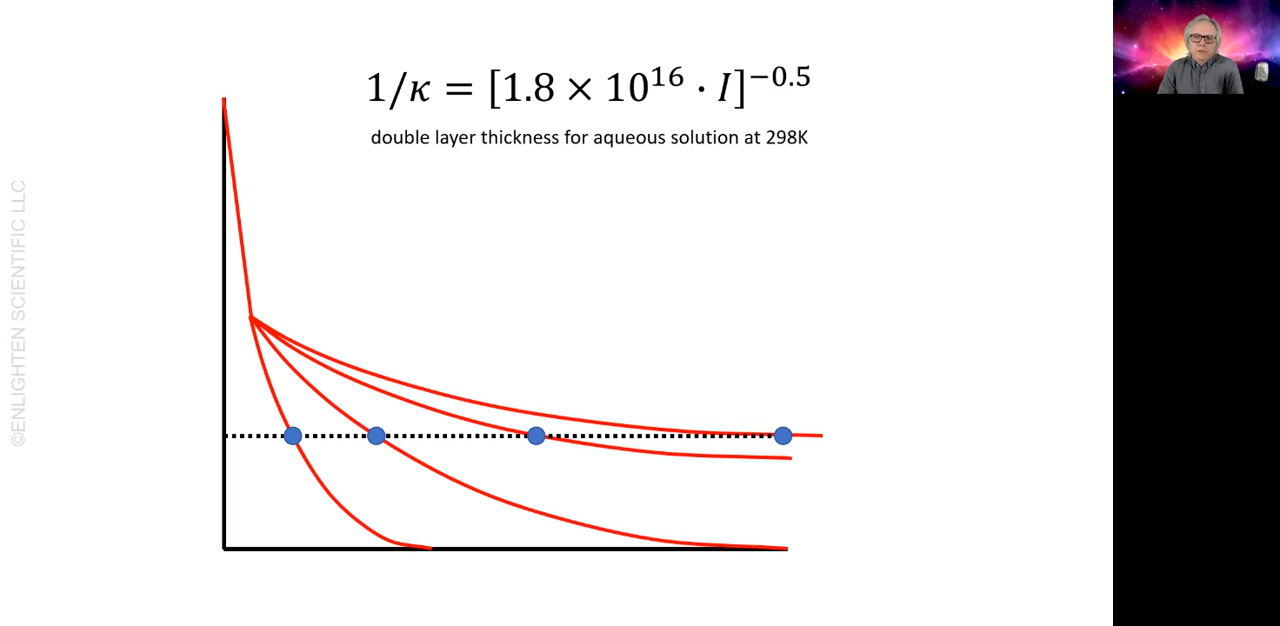 1/κ = [1.8 × 10¹⁶ · I]⁻⁰·⁵
double layer thickness for aqueous solution at 298K
©ENLIGHTEN SCIENTIFIC LLC